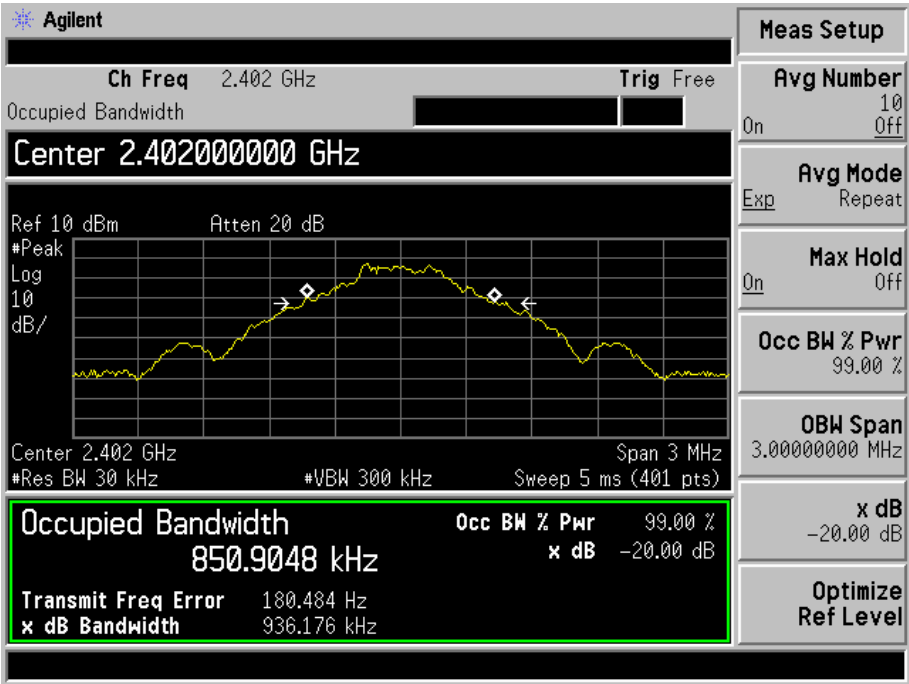 Agilent
Ch Freq 2.402 GHz Trig Free
Occupied Bandwidth
Center 2.402000000 GHz
Ref 10 dBm Atten 20 dB
#Peak
Log
10
dB/
Center 2.402 GHz Span 3 MHz
#Res BW 30 kHz #VBW 300 kHz Sweep 5 ms (401 pts)
Occupied Bandwidth Occ BW % Pwr 99.00 %
850.9048 kHz x dB -20.00 dB
Transmit Freq Error 180.484 Hz
x dB Bandwidth 936.176 kHz
Meas Setup
Avg Number
10
On Off
Avg Mode
Exp Repeat
Max Hold
On Off
Occ BW % Pwr
99.00 %
OBW Span
3.00000000 MHz
x dB
-20.00 dB
Optimize
Ref Level